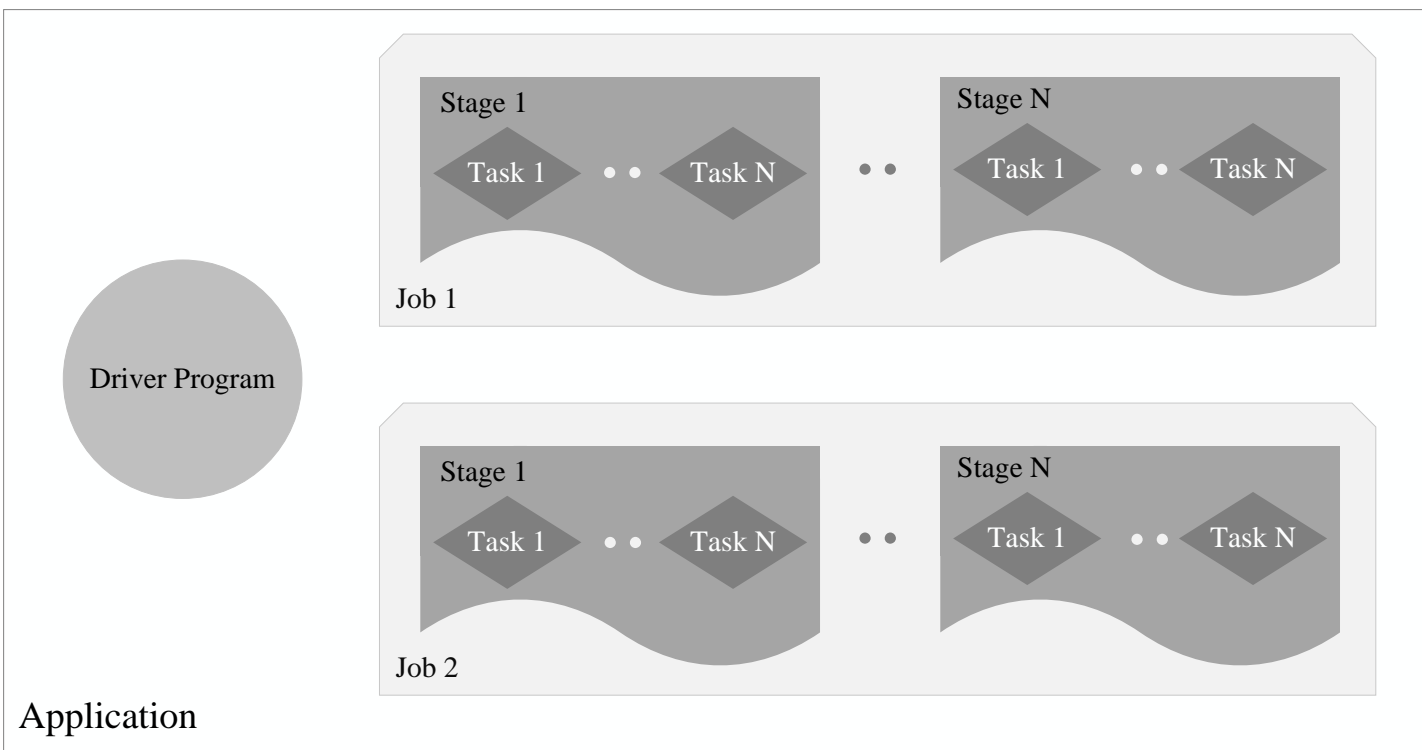 Stage 1
Stage N
Task 1
Task N
Task 1
Task N
Job 1
Driver Program
Stage 1
Stage N
Task 1
Task N
Task 1
Task N
Job 2
Application